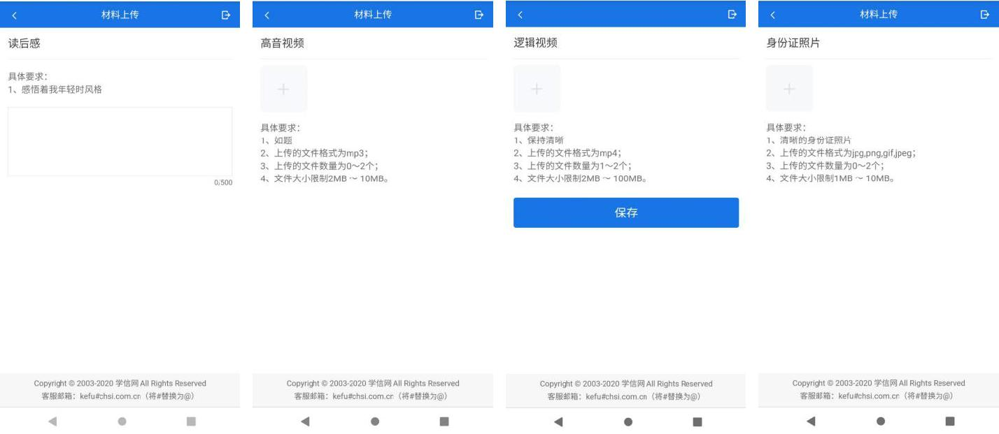 材料上传
读后感
具体要求:
1、感悟着我年轻时风格
0/500
Copyright © 2003-2020 学信网 All Rights Reserved
客服邮箱：kefu#chsi.com.cn（将#替换为@）
材料上传
高音视频
具体要求:
1、如题
2、上传的文件格式为mp3；
3、上传的文件数量为0～2个；
4、文件大小限制2MB ～ 10MB。
Copyright © 2003-2020 学信网 All Rights Reserved
客服邮箱：kefu#chsi.com.cn（将#替换为@）
逻辑视频
具体要求:
1、保持清晰
2、上传的文件格式为mp4；
3、上传的文件数量为1～2个；
4、文件大小限制2MB ～ 100MB。
保存
Copyright © 2003-2020 学信网 All Rights Reserved
客服邮箱：kefu#chsi.com.cn（将#替换为@）
材料上传
身份证照片
具体要求:
1、清晰的身份证照片
2、上传的文件格式为jpg,png,gif,jpeg；
3、上传的文件数量为0～2个；
4、文件大小限制1MB ～ 10MB。
Copyright © 2003-2020 学信网 All Rights Reserved
客服邮箱：kefu#chsi.com.cn（将#替换为@）